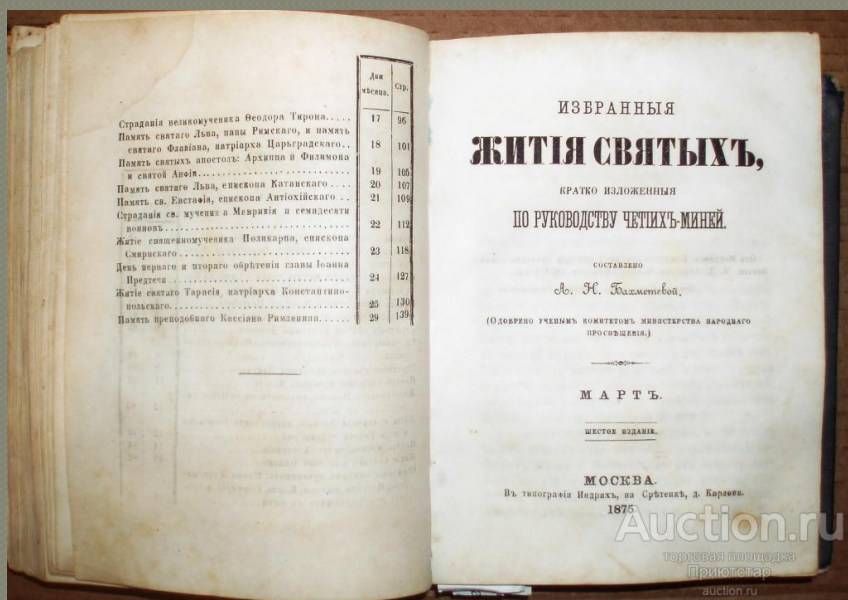 Дни мѣсяца.
Стр.
Страданія великомученика Ѳеодора Тирона..... 17 96
Память святаго Льва, папы Римскаго, и память
святаго Флавіана, патріарха Царьградскаго.. 18 101
Память святыхъ апостолъ: Архиппа и Филимона
и святой Апфіи 19 105
Память святаго Льва, епископа Катанскаго.. 20 107
Память св. Евстафія, епископа Антіохійскаго.. 21 109
Страданія св. мученика Маврикія и семидесяти
воиновъ 22 112
Житіе священномученика Поликарпа, епископа
Смирнскаго 23 118
День перваго и втораго обрѣтенія главы Іоанна
Предтечи 24 127
Житіе святаго Тарасія, патріарха Константино-
польскаго 25 130
Память преподобнаго Кассіана Римлянина 29 139
ИЗБРАННЫЯ
ЖИТІЯ СВЯТЫХЪ,
КРАТКО ИЗЛОЖЕННЫЯ
ПО РУКОВОДСТВУ ЧЕТІИХЪ-МИНЕЙ.
СОСТАВЛЕНО
А. Н. Бахметевой.
(ОДОБРЕНО УЧЕНЫМЪ КОМИТЕТОМЪ МИНИСТЕРСТВА НАРОДНАГО
ПРОСВѢЩЕНІЯ.)
МАРТЪ.
ШЕСТОЕ ИЗДАНІЕ.
МОСКВА.
Въ типографіи Индрихъ, на Срѣтенкѣ, д. Карлони.
1875.
Auction.ru
торговая площадка
Приютстар
auction.ru